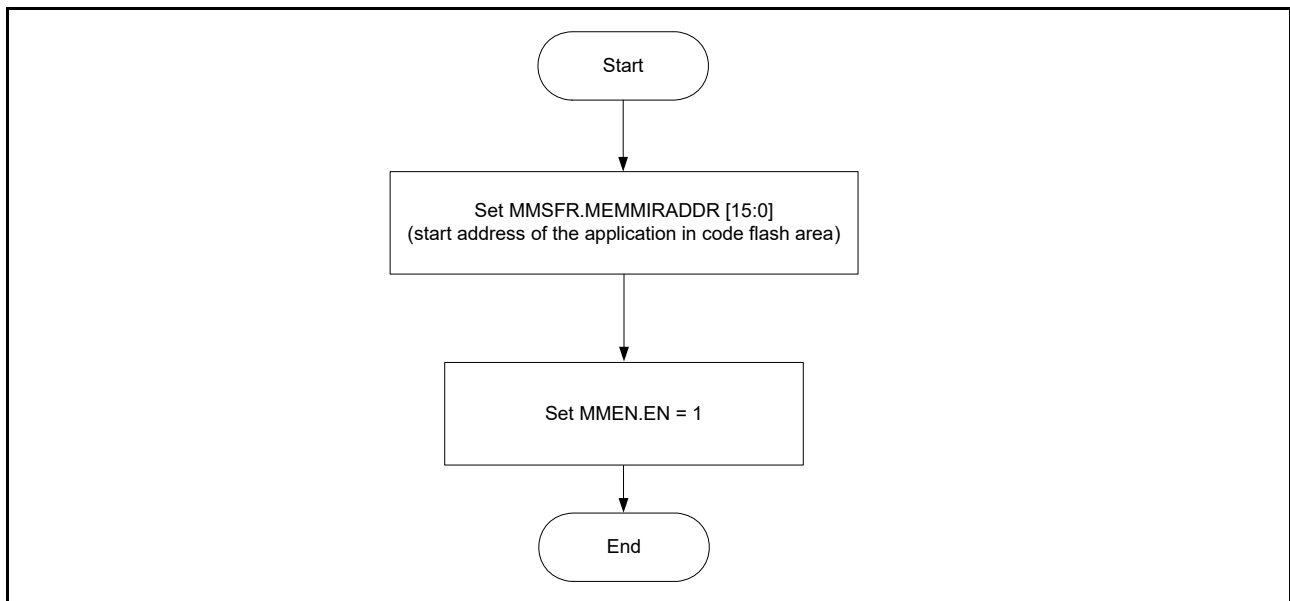 Start
Set MMSFR.MEMMIRADDR [15:0]
(start address of the application in code flash area)
Set MMEN.EN = 1
End